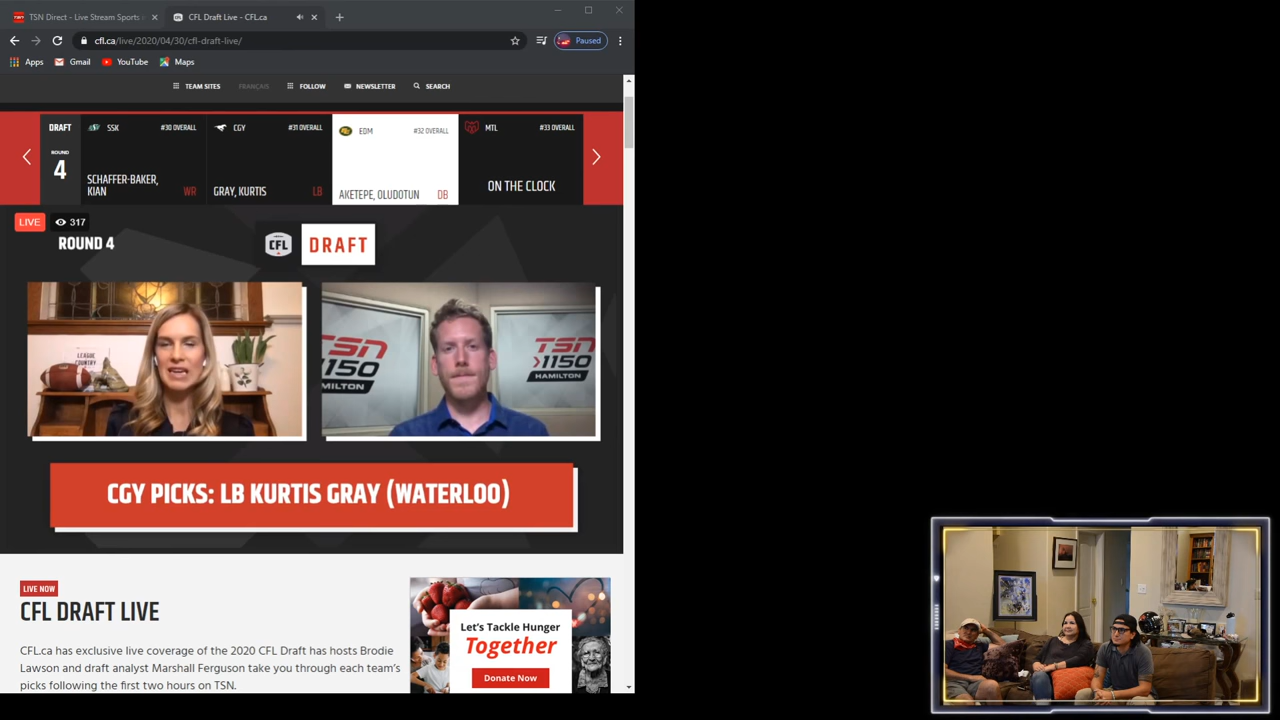 TSN Direct - Live Stream Sports
CFL Draft Live - CFL.ca
cfl.ca/live/2020/04/30/cfl-draft-live/
Paused
Apps
Gmail
YouTube
Maps
TEAM SITES
FRANÇAIS
FOLLOW
NEWSLETTER
SEARCH
DRAFT
ROUND
4
SSK
#30 OVERALL
SCHAFFER-BAKER,
KIAN
WR
CGY
#31 OVERALL
GRAY, KURTIS
LB
EDM
#32 OVERALL
AKETEPE, OLUDOTUN
DB
MTL
#33 OVERALL
ON THE CLOCK
LIVE
317
ROUND 4
CFL
DRAFT
LEAGUE
COUNTRY
TSN
1150
HAMILTON
TSN
1150
HAMILTON
CGY PICKS: LB KURTIS GRAY (WATERLOO)
LIVE NOW
CFL DRAFT LIVE
CFL.ca has exclusive live coverage of the 2020 CFL Draft has hosts Brodie
Lawson and draft analyst Marshall Ferguson take you through each team's
picks following the first two hours on TSN.
Let's Tackle Hunger
Together
Donate Now